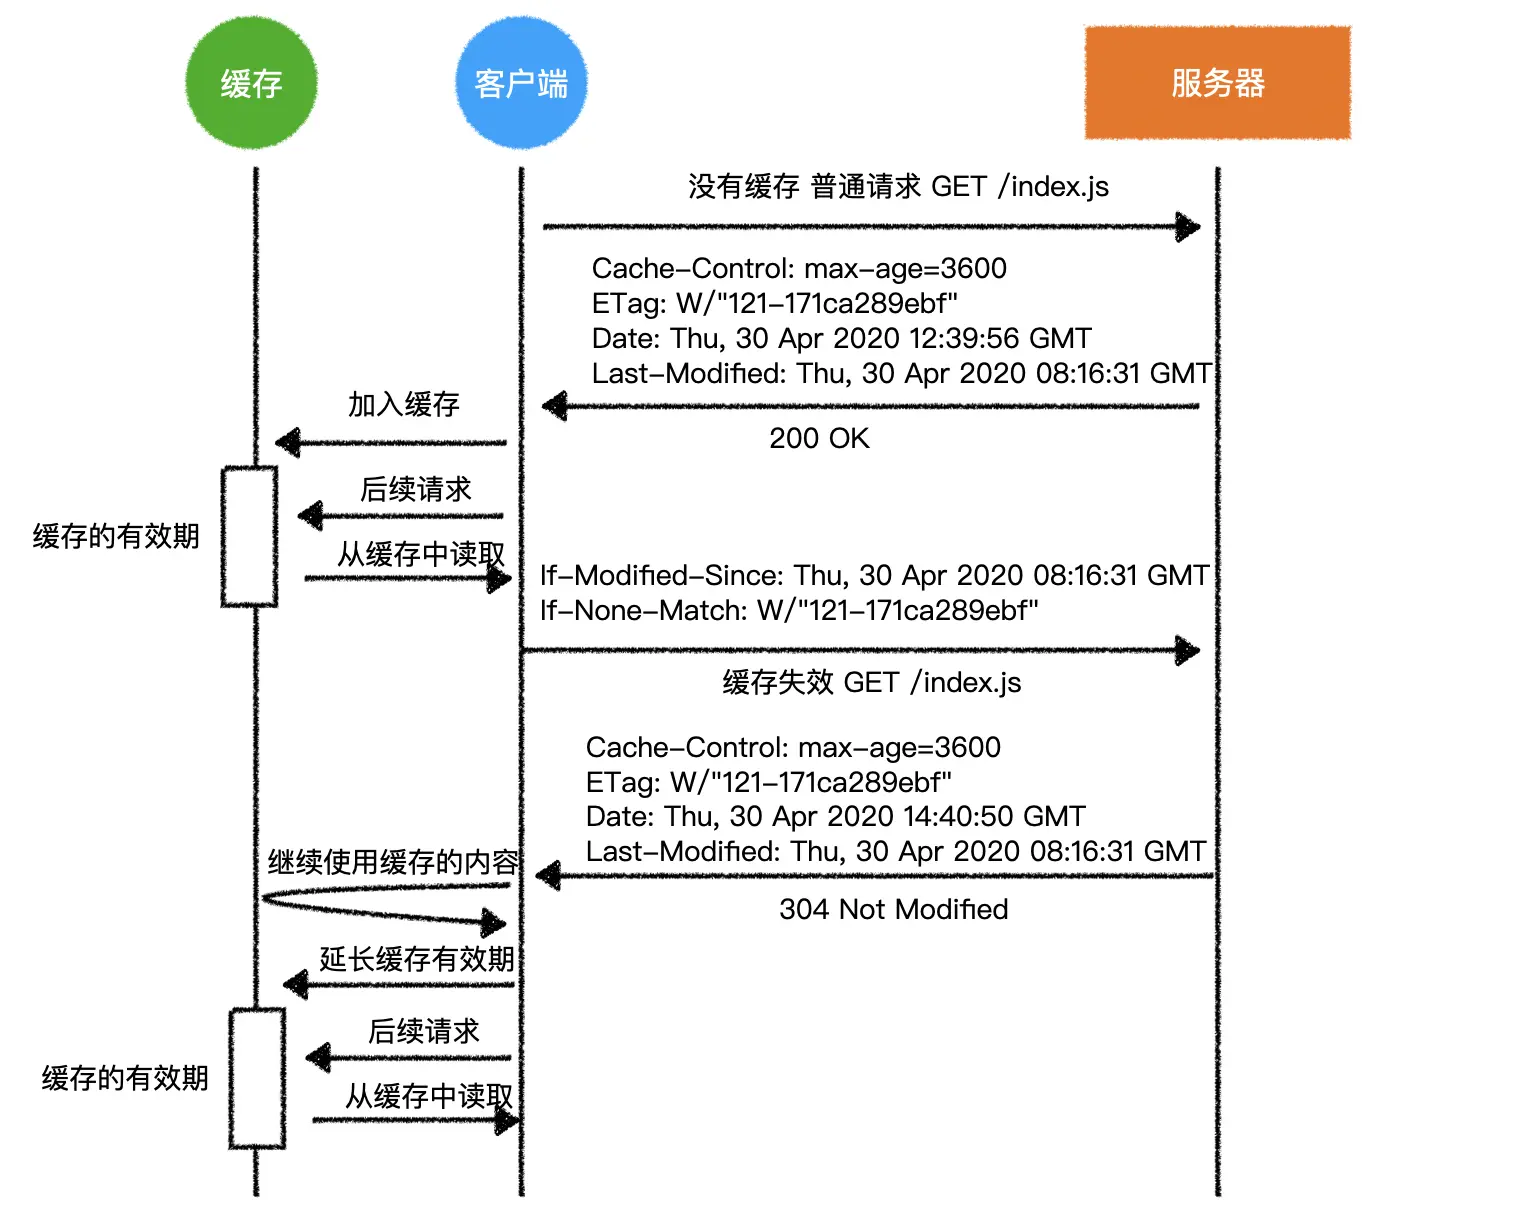 缓存
客户端
服务器
没有缓存 普通请求 GET /index.js
Cache-Control: max-age=3600
ETag: W/"121-171ca289ebf"
Date: Thu, 30 Apr 2020 12:39:56 GMT
Last-Modified: Thu, 30 Apr 2020 08:16:31 GMT
200 OK
加入缓存
后续请求
缓存的有效期
从缓存中读取
If-Modified-Since: Thu, 30 Apr 2020 08:16:31 GMT
If-None-Match: W/"121-171ca289ebf"
缓存失效 GET /index.js
Cache-Control: max-age=3600
ETag: W/"121-171ca289ebf"
Date: Thu, 30 Apr 2020 14:40:50 GMT
Last-Modified: Thu, 30 Apr 2020 08:16:31 GMT
304 Not Modified
继续使用缓存的内容
延长缓存有效期
后续请求
缓存的有效期
从缓存中读取